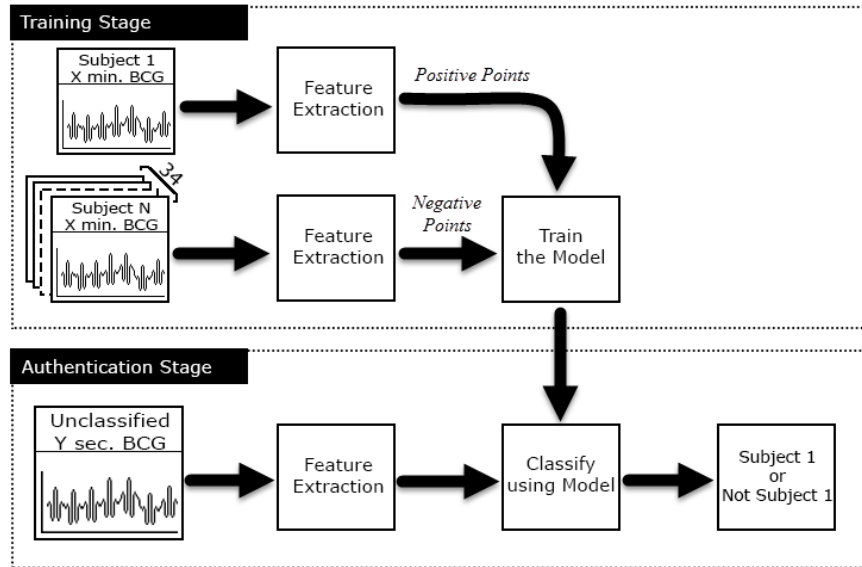 Training Stage
Subject 1
X min. BCG
Feature
Extraction
Positive Points
34
Subject N
X min. BCG
Feature
Extraction
Negative
Points
Train
the Model
Authentication Stage
Unclassified
Y sec. BCG
Feature
Extraction
Classify
using Model
Subject 1
or
Not Subject 1